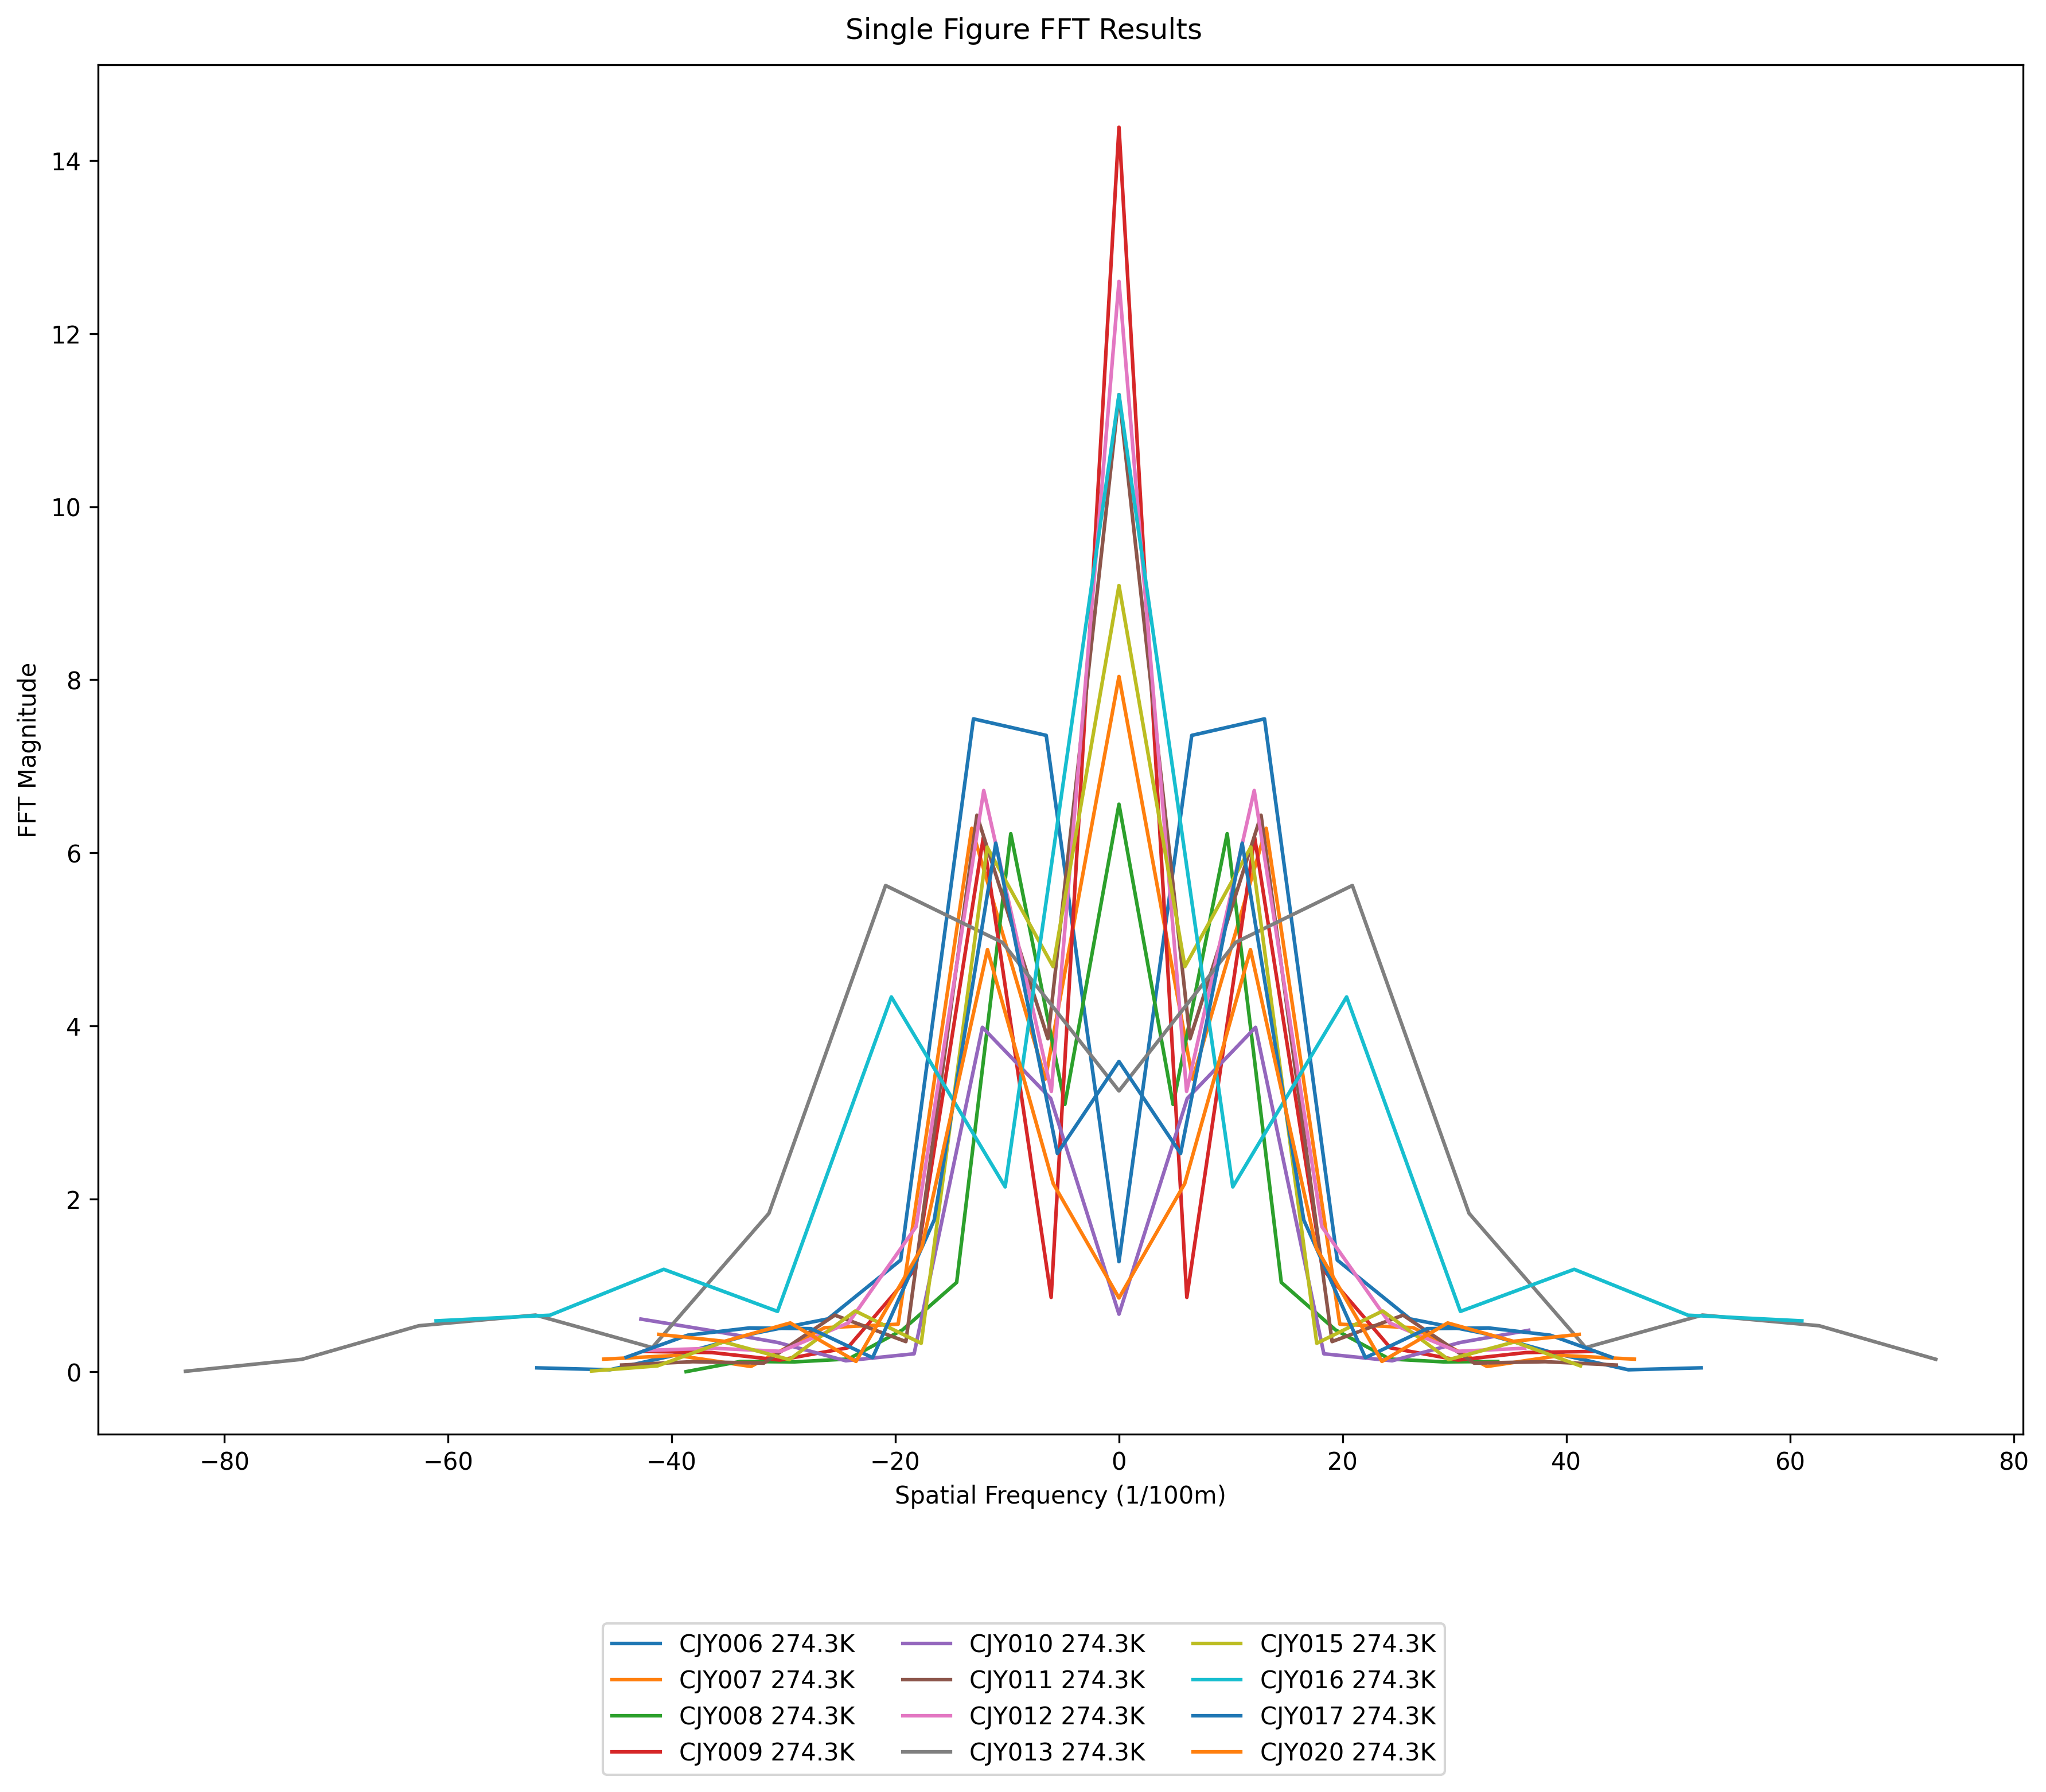 Single Figure FFT Results
14
12
10
8
6
4
2
0
FFT Magnitude
−80
−60
−40
−20
0
20
40
60
80
Spatial Frequency (1/100m)
CJY006 274.3K
CJY007 274.3K
CJY008 274.3K
CJY009 274.3K
CJY010 274.3K
CJY011 274.3K
CJY012 274.3K
CJY013 274.3K
CJY015 274.3K
CJY016 274.3K
CJY017 274.3K
CJY020 274.3K